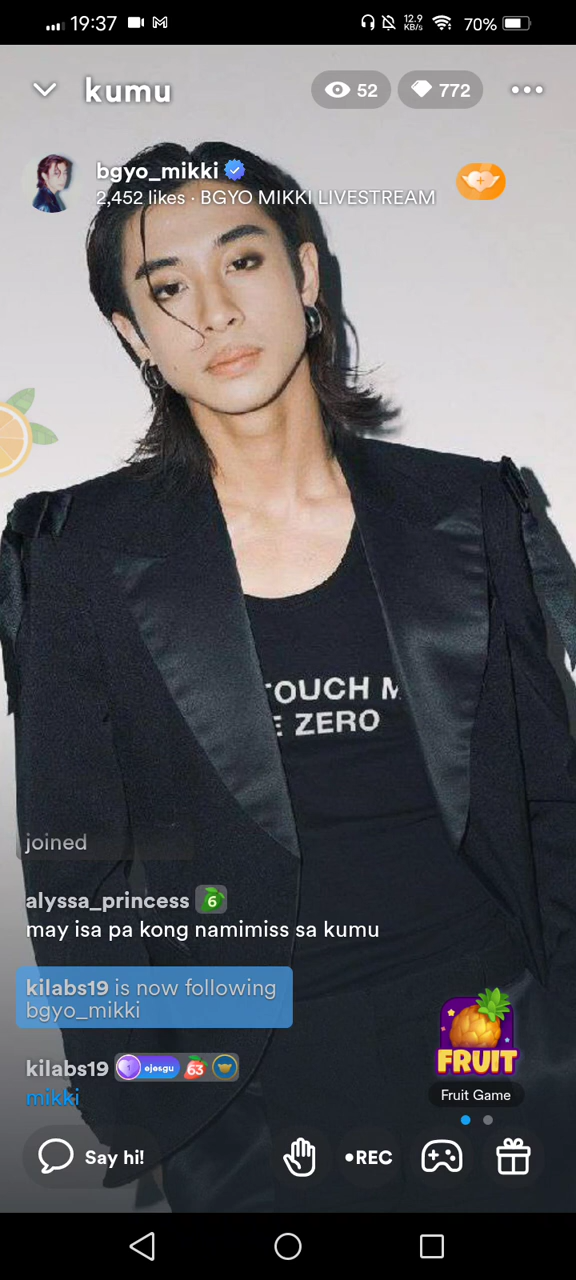 19:37
12.9
KB/s
70%
kumu
52
772
bgyo_mikki
2,452 likes · BGYO MIKKI LIVESTREAM
TOUCH M
E ZERO
joined
alyssa_princess 6
may isa pa kong namimiss sa kumu
kilabs19 is now following
bgyo_mikki
kilabs19 ejosgu 63
mikki
FRUIT
Fruit Game
Say hi!
•REC